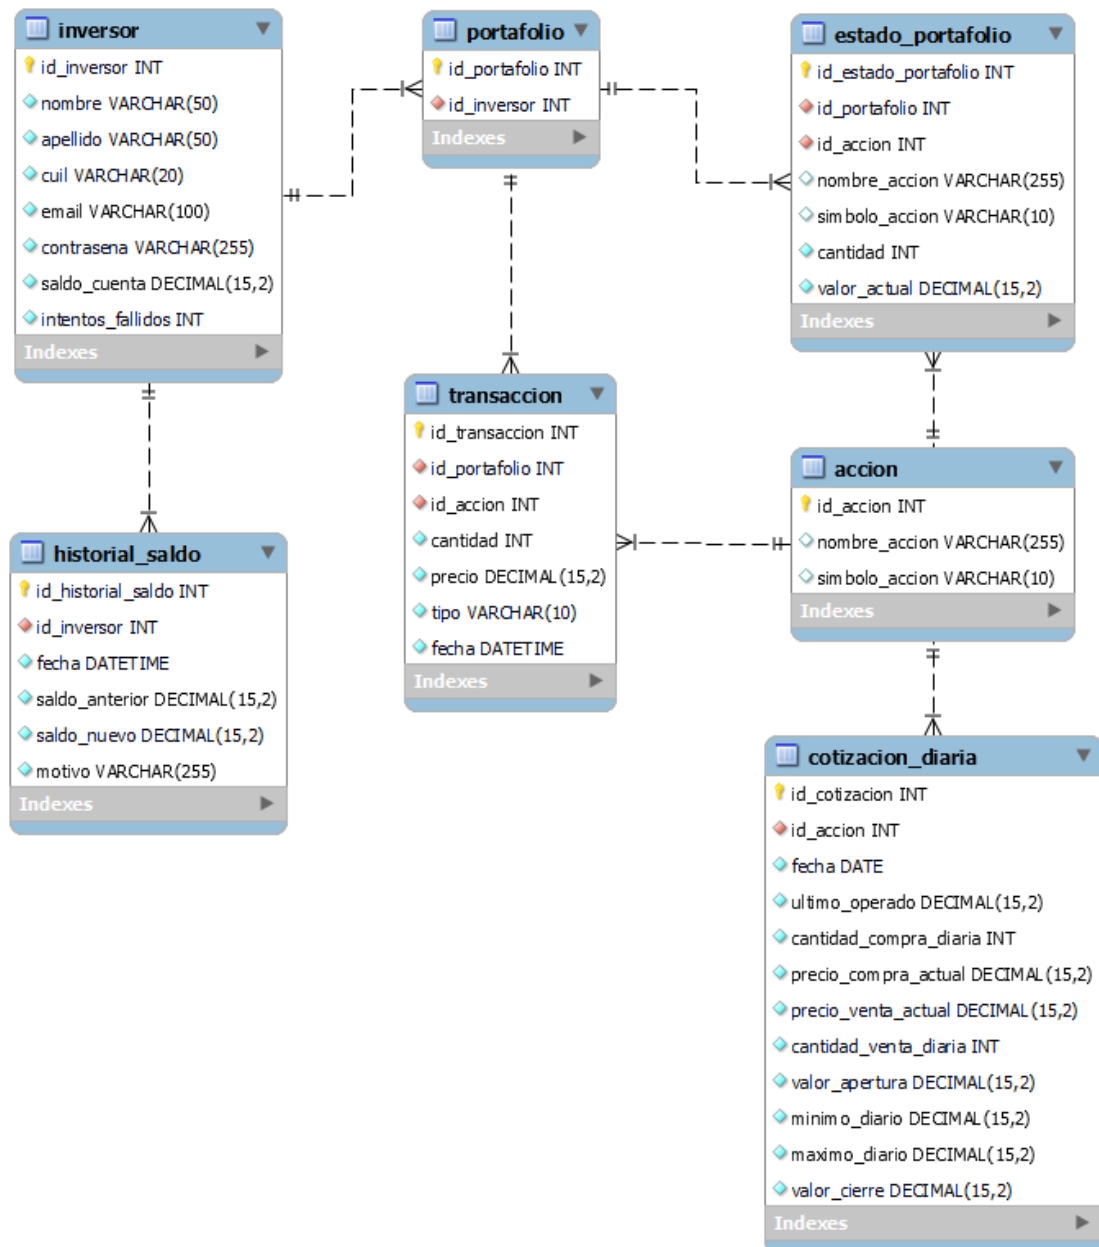 inversor
id_inversor INT
nombre VARCHAR(50)
apellido VARCHAR(50)
cuil VARCHAR(20)
email VARCHAR(100)
contrasena VARCHAR(255)
saldo_cuenta DECIMAL(15,2)
intentos_fallidos INT
Indexes
portafolio
id_portafolio INT
id_inversor INT
Indexes
estado_portafolio
id_estado_portafolio INT
id_portafolio INT
id_accion INT
nombre_accion VARCHAR(255)
simbolo_accion VARCHAR(10)
cantidad INT
valor_actual DECIMAL(15,2)
Indexes
transaccion
id_transaccion INT
id_portafolio INT
id_accion INT
cantidad INT
precio DECIMAL(15,2)
tipo VARCHAR(10)
fecha DATETIME
Indexes
accion
id_accion INT
nombre_accion VARCHAR(255)
simbolo_accion VARCHAR(10)
Indexes
historial_saldo
id_historial_saldo INT
id_inversor INT
fecha DATETIME
saldo_anterior DECIMAL(15,2)
saldo_nuevo DECIMAL(15,2)
motivo VARCHAR(255)
Indexes
cotizacion_diaria
id_cotizacion INT
id_accion INT
fecha DATE
ultimo_operado DECIMAL(15,2)
cantidad_compra_diaria INT
precio_compra_actual DECIMAL(15,2)
precio_venta_actual DECIMAL(15,2)
cantidad_venta_diaria INT
valor_apertura DECIMAL(15,2)
minimo_diario DECIMAL(15,2)
maximo_diario DECIMAL(15,2)
valor_cierre DECIMAL(15,2)
Indexes